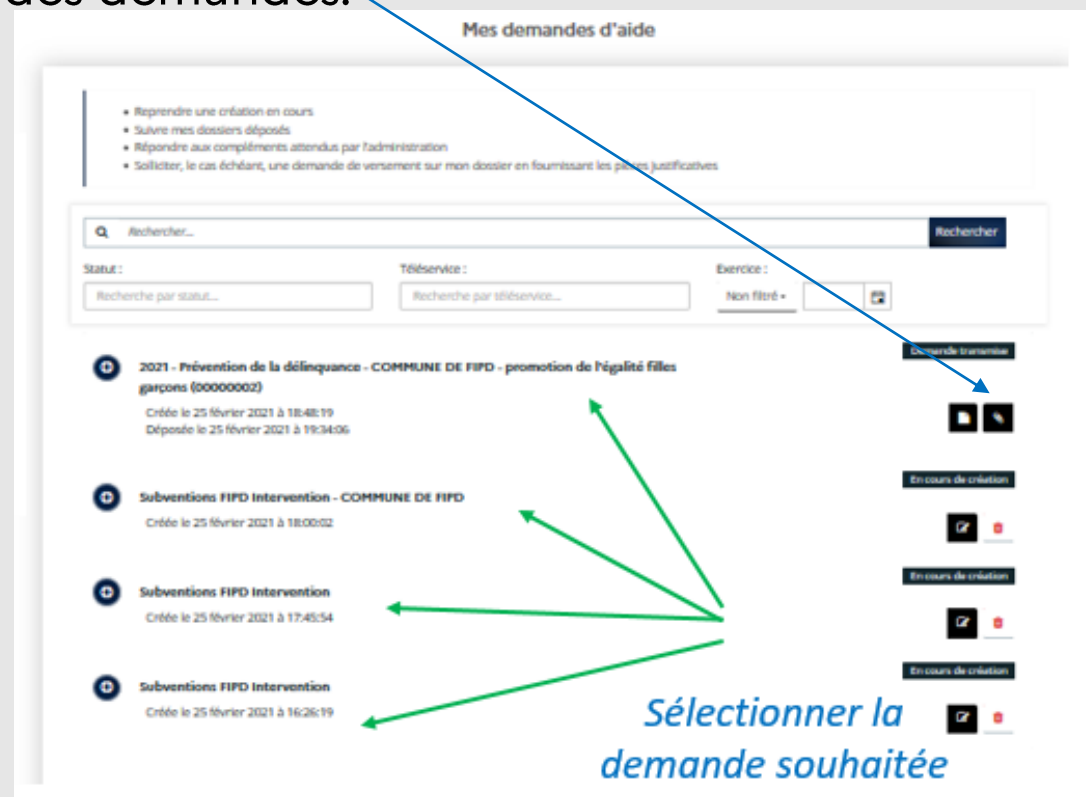 des demandes.
Mes demandes d'aide
• Reprendre une création en cours
• Suivre mes dossiers déposés
• Répondre aux compléments attendus par l'administration
• Solliciter, le cas échéant, une demande de versement sur mon dossier en fournissant les pièces justificatives
Rechercher...
Rechercher
Statut :
Téléservice :
Exercice :
Recherche par statut...
Recherche par téléservice...
Non filtré
Demande transmise
2021 - Prévention de la délinquance - COMMUNE DE FIPD - promotion de l'égalité filles
garçons (00000002)
Créée le 25 février 2021 à 18:48:19
Déposée le 25 février 2021 à 19:34:06
En cours de création
Subventions FIPD Intervention - COMMUNE DE FIPD
Créée le 25 février 2021 à 18:00:02
En cours de création
Subventions FIPD Intervention
Créée le 25 février 2021 à 17:45:54
En cours de création
Subventions FIPD Intervention
Créée le 25 février 2021 à 16:26:19
Sélectionner la
demande souhaitée